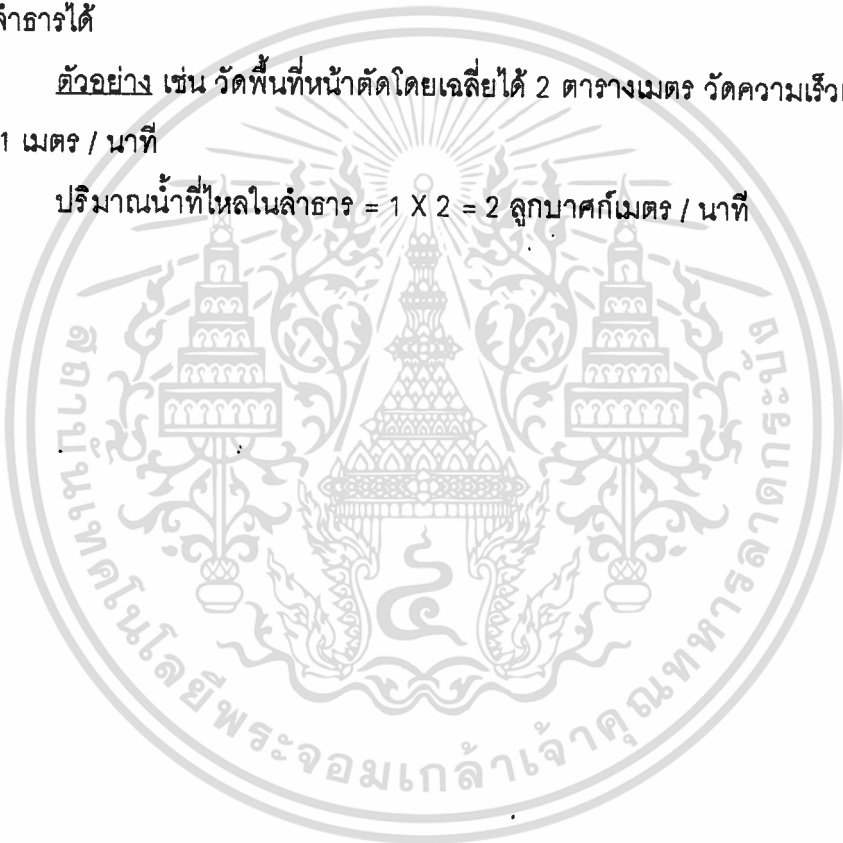 ลำธารได้
ตัวอย่าง เช่น วัดพื้นที่หน้าตัดโดยเฉลี่ยได้ 2 ตารางเมตร วัดความเร็ว
1 เมตร / นาที
ปริมาณน้ำที่ไหลในลำธาร = 1 X 2 = 2 ลูกบาศก์เมตร / นาที
สถาบันเทคโนโลยีพระจอมเกล้าเจ้าคุณทหารลาดกระบัง